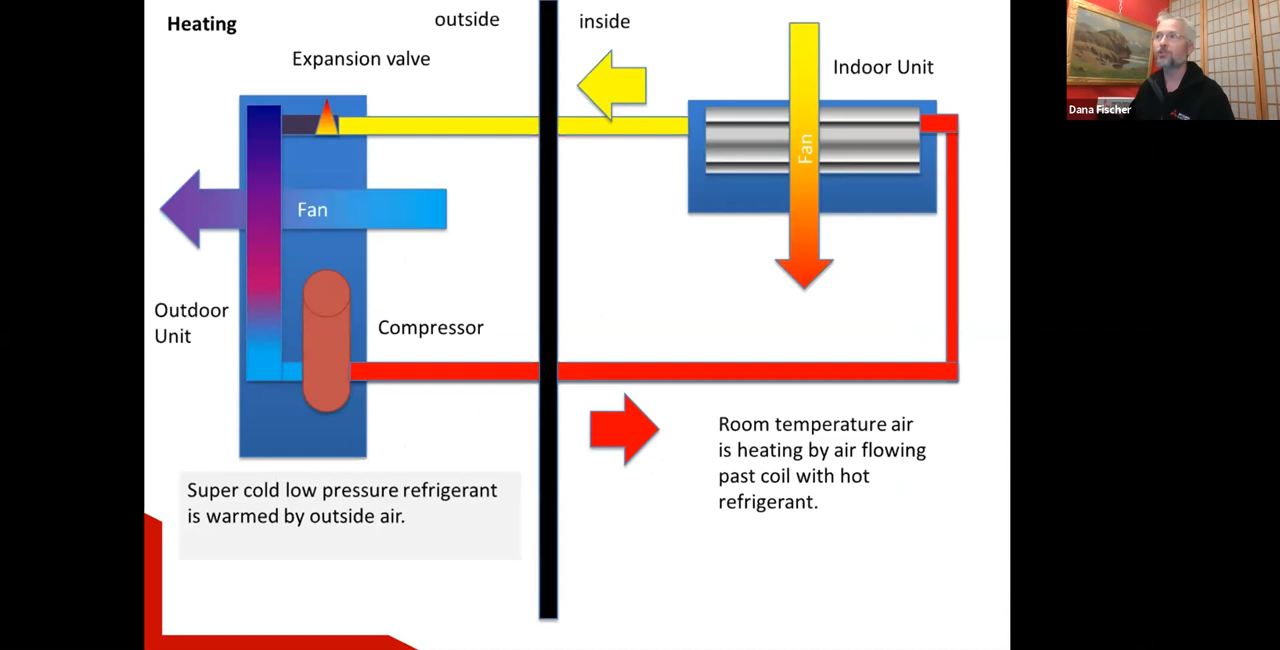 Heating
outside
inside
Expansion valve
Indoor Unit
Dana Fischer
Fan
Fan
Outdoor
Unit
Compressor
Room temperature air
is heating by air flowing
past coil with hot
refrigerant.
Super cold low pressure refrigerant
is warmed by outside air.